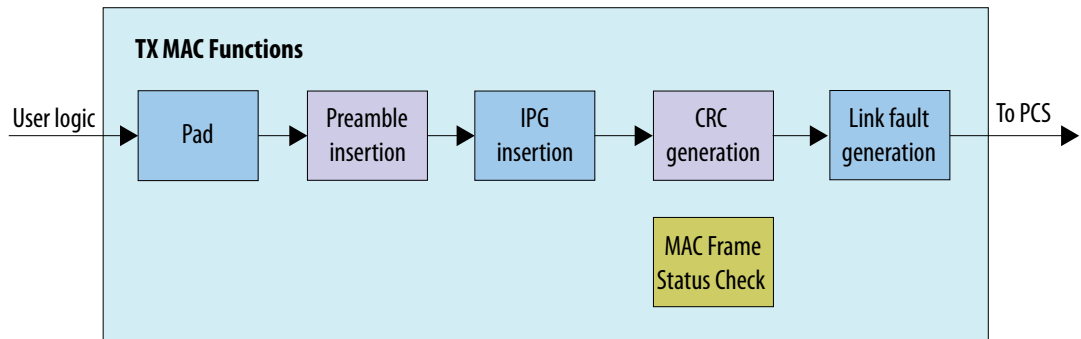 TX MAC Functions
User logic
Pad
Preamble
insertion
IPG
insertion
CRC
generation
Link fault
generation
To PCS
MAC Frame
Status Check